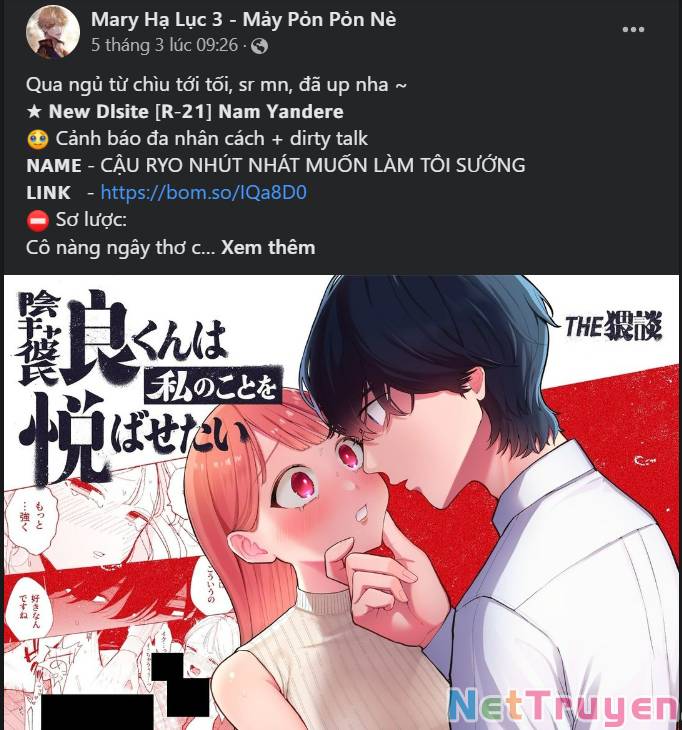 Mary Hạ Lục 3 - Mảy Pỏn Pỏn Nè
5 tháng 3 lúc 09:26 ·
Qua ngủ từ chìu tới tối, sr mn, đã up nha ~
★ New Dlsite [R-21] Nam Yandere
🥹 Cảnh báo đa nhân cách + dirty talk
NAME - CẬU RYO NHÚT NHÁT MUỐN LÀM TÔI SƯỚNG
LINK - https://bom.so/IQa8D0
⛔ Sơ lược:
Cô nàng ngây thơ c... Xem thêm
陰キャ彼氏
良くんは
私のことを
悦ばせたい
THE猥談
もっと
…強く
好きなん
ですね
NetTruyen